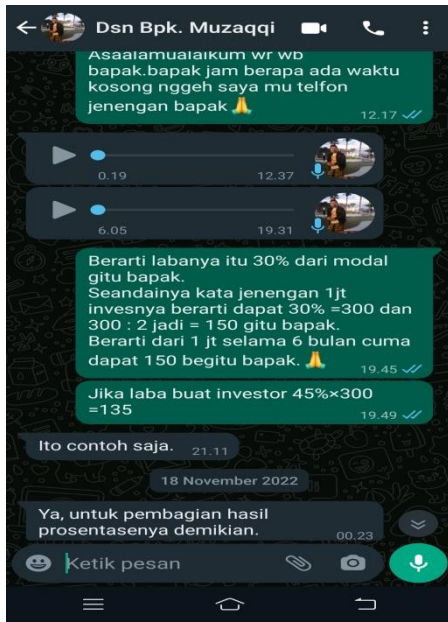 Dsn Bpk. Muzaqqi
Asaalamualaikum wr wb
bapak.bapak jam berapa ada waktu
kosong nggeh saya mu telfon
jenengan bapak 🙏
12.17
0.19 12.37
6.05 19.31
Berarti labanya itu 30% dari modal
gitu bapak.
Seandainya kata jenengan 1jt
invesnya berarti dapat 30% =300 dan
300 : 2 jadi = 150 gitu bapak.
Berarti dari 1 jt selama 6 bulan cuma
dapat 150 begitu bapak. 🙏
19.45
Jika laba buat investor 45%×300
=135
19.49
Ito contoh saja. 21.11
18 November 2022
Ya, untuk pembagian hasil
prosentasenya demikian.
00.23
Ketik pesan